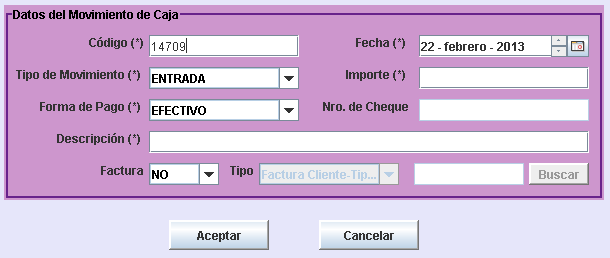 Datos del Movimiento de Caja
Código (*) 14709 Fecha (*) 22 - febrero - 2013
Tipo de Movimiento (*) ENTRADA Importe (*)
Forma de Pago (*) EFECTIVO Nro. de Cheque
Descripción (*)
Factura NO Tipo Factura Cliente-Tip... Buscar
Aceptar Cancelar